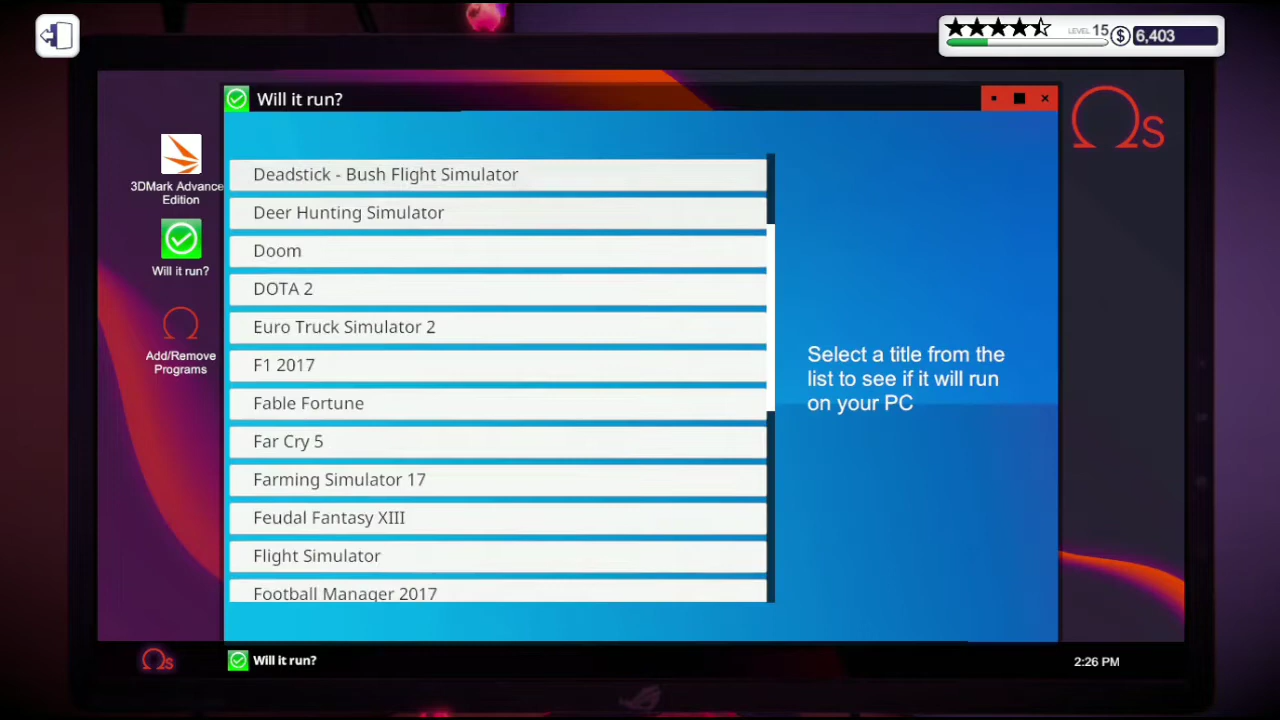 LEVEL 15
$ 6,403
Will it run?
Ωs
3DMark Advance
Edition
Will it run?
Add/Remove
Programs
Deadstick - Bush Flight Simulator
Deer Hunting Simulator
Doom
DOTA 2
Euro Truck Simulator 2
F1 2017
Fable Fortune
Far Cry 5
Farming Simulator 17
Feudal Fantasy XIII
Flight Simulator
Football Manager 2017
Select a title from the
list to see if it will run
on your PC
Ωs
Will it run?
2:26 PM